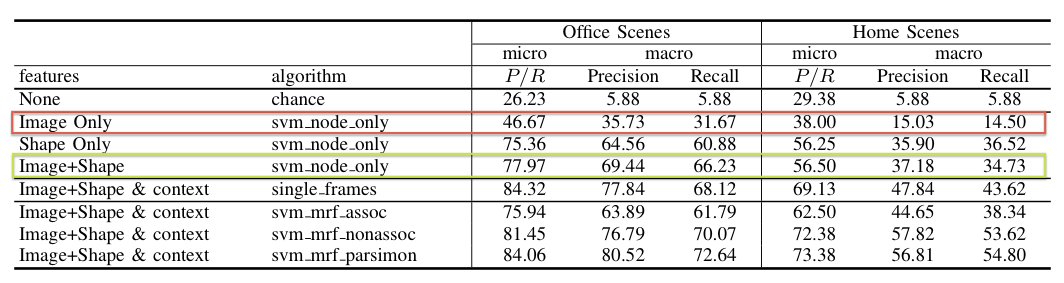 Office Scenes Home Scenes
micro macro micro macro
features algorithm P/R Precision Recall P/R Precision Recall
None chance 26.23 5.88 5.88 29.38 5.88 5.88
Image Only svm_node_only 46.67 35.73 31.67 38.00 15.03 14.50
Shape Only svm_node_only 75.36 64.56 60.88 56.25 35.90 36.52
Image+Shape svm_node_only 77.97 69.44 66.23 56.50 37.18 34.73
Image+Shape & context single_frames 84.32 77.84 68.12 69.13 47.84 43.62
Image+Shape & context svm_mrf_assoc 75.94 63.89 61.79 62.50 44.65 38.34
Image+Shape & context svm_mrf_nonassoc 81.45 76.79 70.07 72.38 57.82 53.62
Image+Shape & context svm_mrf_parsimon 84.06 80.52 72.64 73.38 56.81 54.80